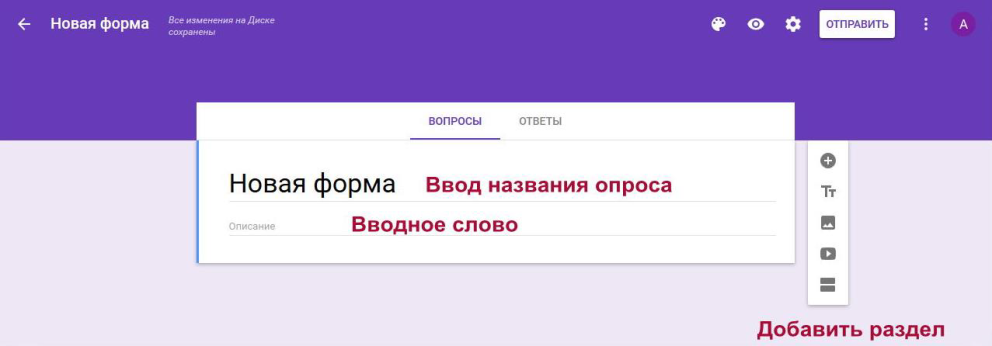 Новая форма
Все изменения на Диске
сохранены
ОТПРАВИТЬ
А
ВОПРОСЫ ОТВЕТЫ
Новая форма Ввод названия опроса
Описание Вводное слово
Тт
Добавить раздел